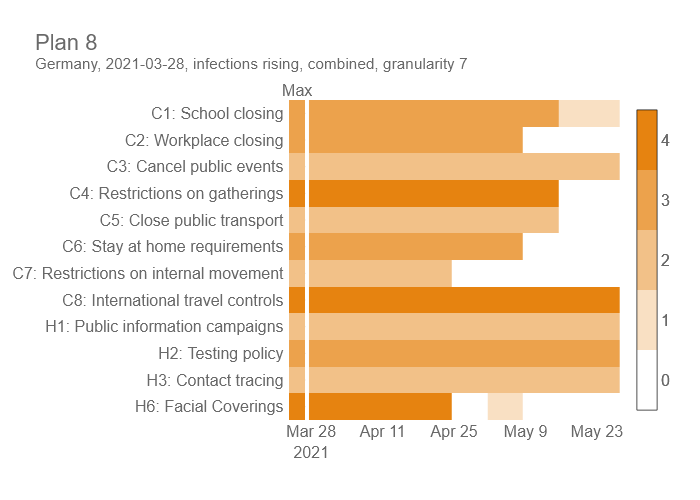 Plan 8
Germany, 2021-03-28, infections rising, combined, granularity 7
Max
C1: School closing
C2: Workplace closing
C3: Cancel public events
C4: Restrictions on gatherings
C5: Close public transport
C6: Stay at home requirements
C7: Restrictions on internal movement
C8: International travel controls
H1: Public information campaigns
H2: Testing policy
H3: Contact tracing
H6: Facial Coverings
Mar 28 Apr 11 Apr 25 May 9 May 23
2021
4
3
2
1
0